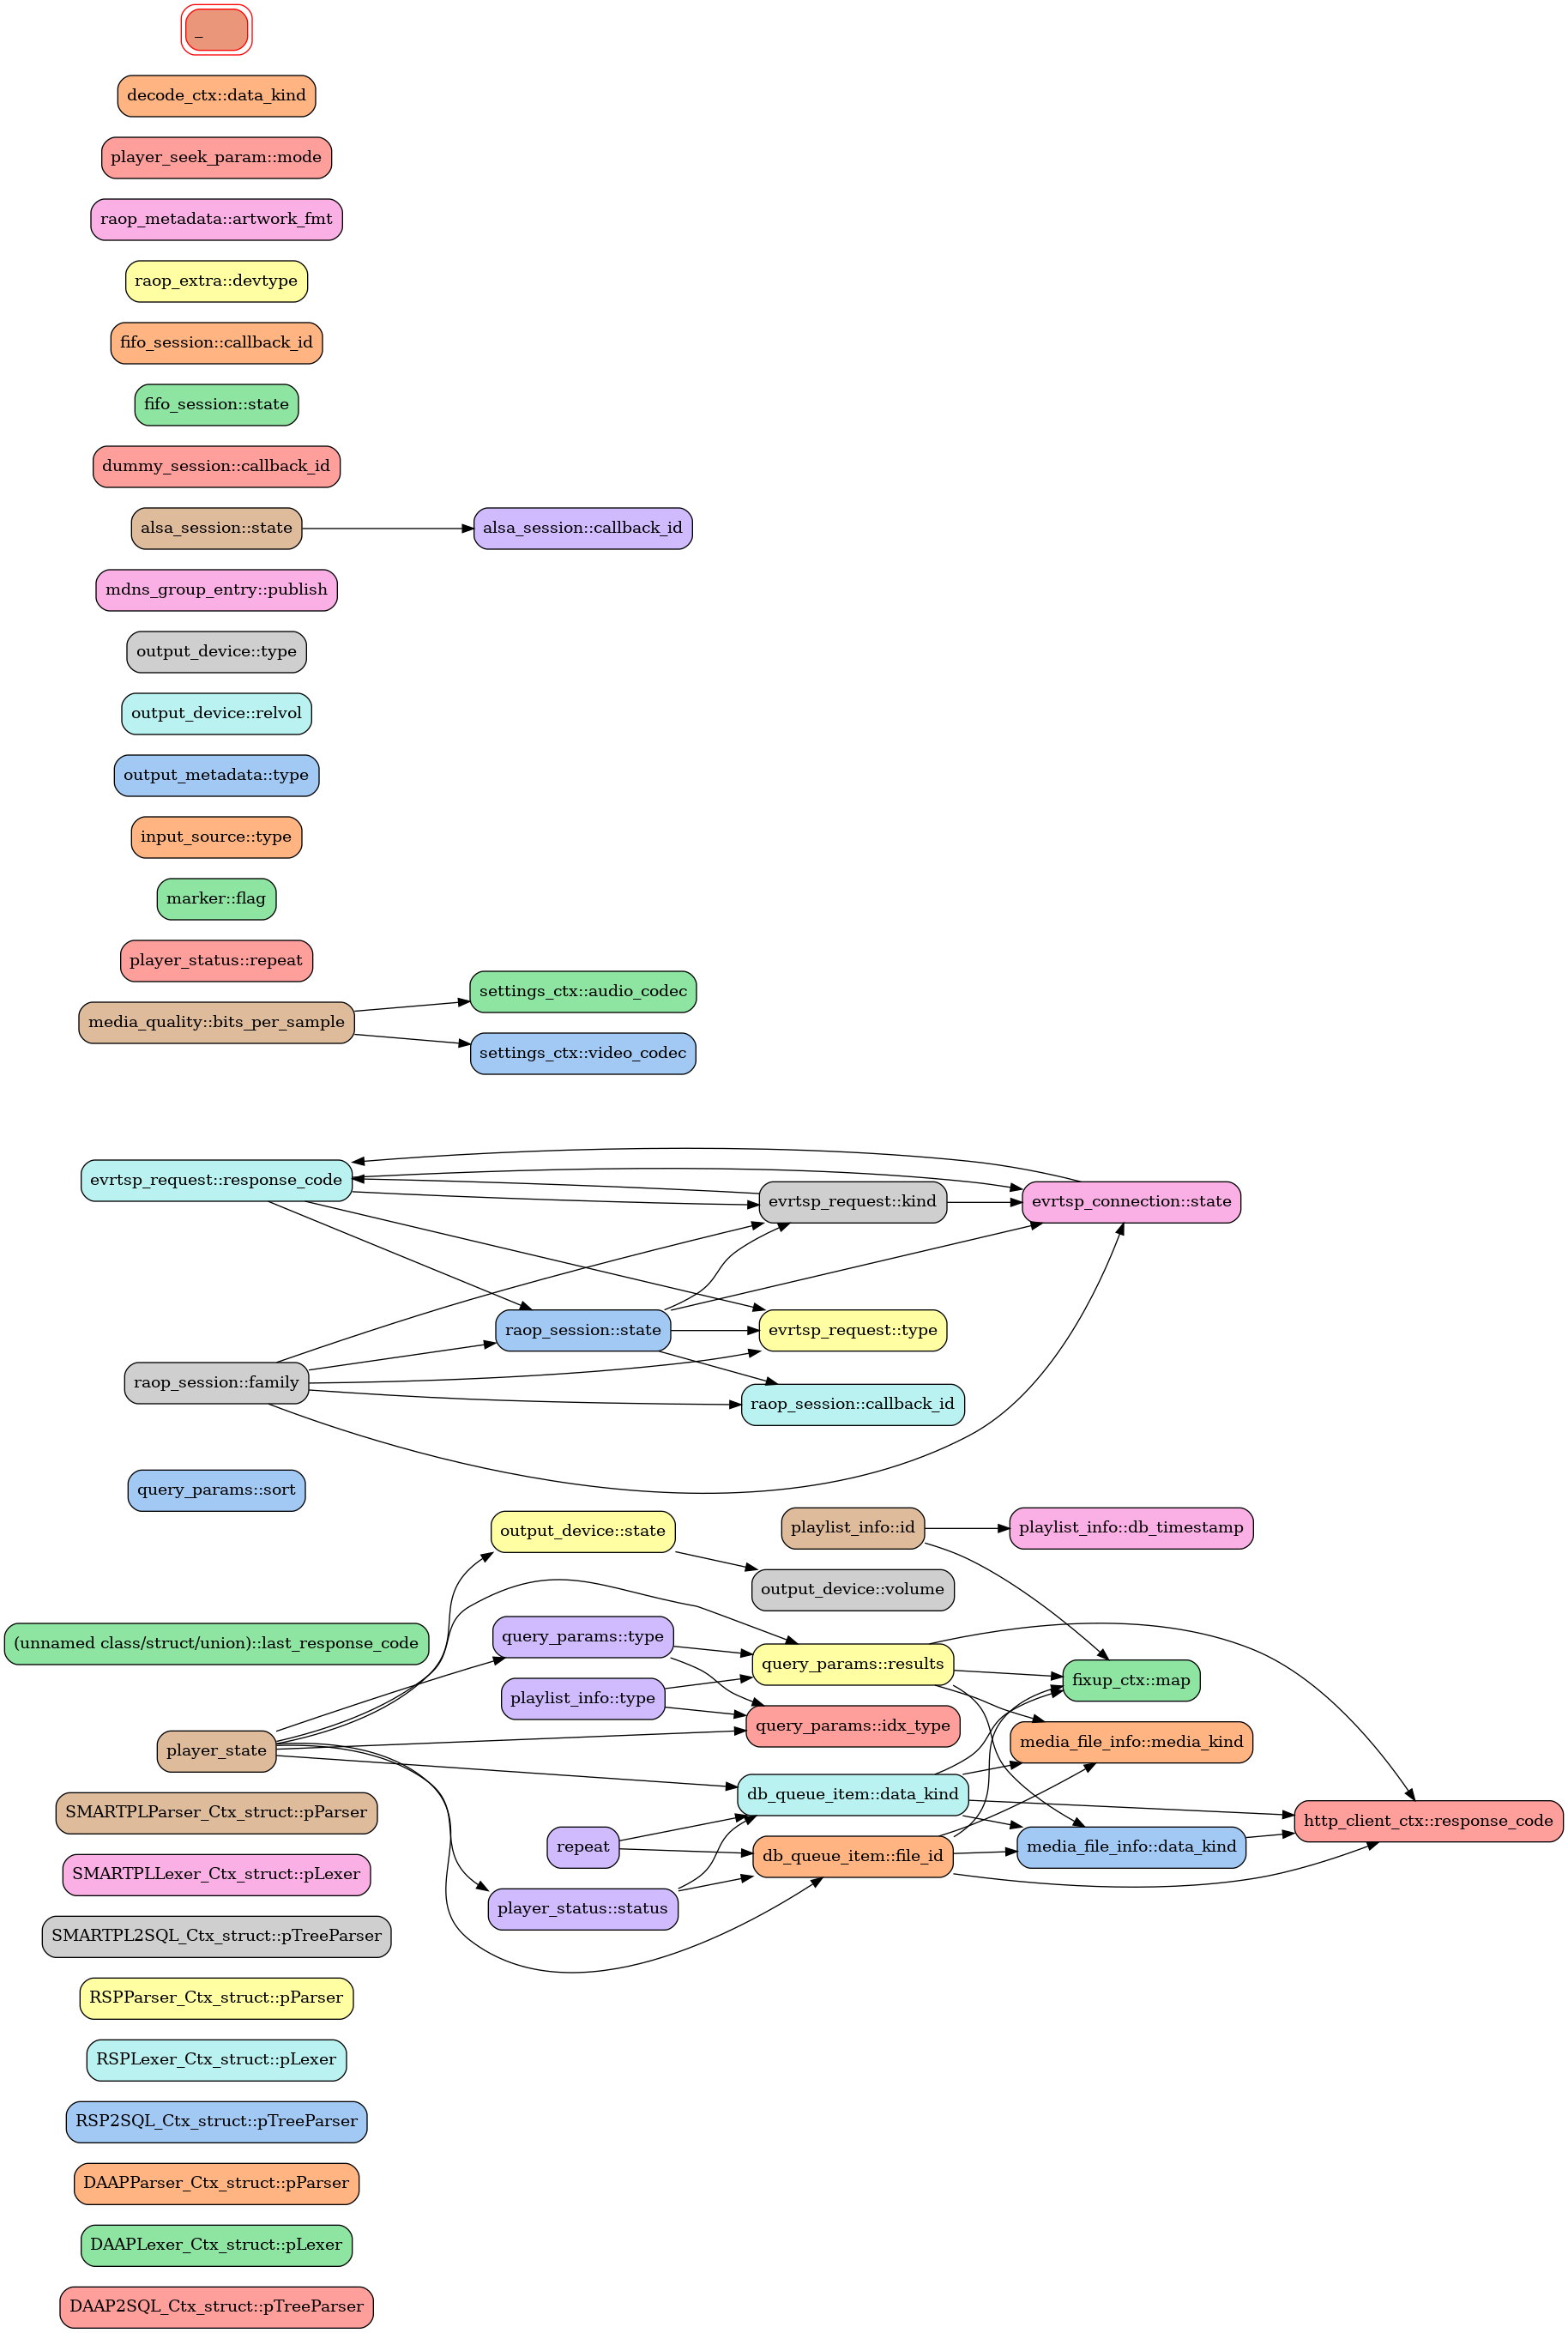 _
decode_ctx::data_kind
player_seek_param::mode
raop_metadata::artwork_fmt
raop_extra::devtype
fifo_session::callback_id
fifo_session::state
dummy_session::callback_id
alsa_session::state
alsa_session::callback_id
mdns_group_entry::publish
output_device::type
output_device::relvol
output_metadata::type
input_source::type
marker::flag
player_status::repeat
settings_ctx::audio_codec
media_quality::bits_per_sample
settings_ctx::video_codec
evrtsp_request::response_code
evrtsp_request::kind
evrtsp_connection::state
raop_session::state
evrtsp_request::type
raop_session::family
raop_session::callback_id
query_params::sort
output_device::state
playlist_info::id
playlist_info::db_timestamp
output_device::volume
(unnamed class/struct/union)::last_response_code
query_params::type
query_params::results
fixup_ctx::map
playlist_info::type
query_params::idx_type
media_file_info::media_kind
player_state
db_queue_item::data_kind
http_client_ctx::response_code
SMARTPLParser_Ctx_struct::pParser
repeat
db_queue_item::file_id
media_file_info::data_kind
SMARTPLLexer_Ctx_struct::pLexer
player_status::status
SMARTPL2SQL_Ctx_struct::pTreeParser
RSPParser_Ctx_struct::pParser
RSPLexer_Ctx_struct::pLexer
RSP2SQL_Ctx_struct::pTreeParser
DAAPParser_Ctx_struct::pParser
DAAPLexer_Ctx_struct::pLexer
DAAP2SQL_Ctx_struct::pTreeParser